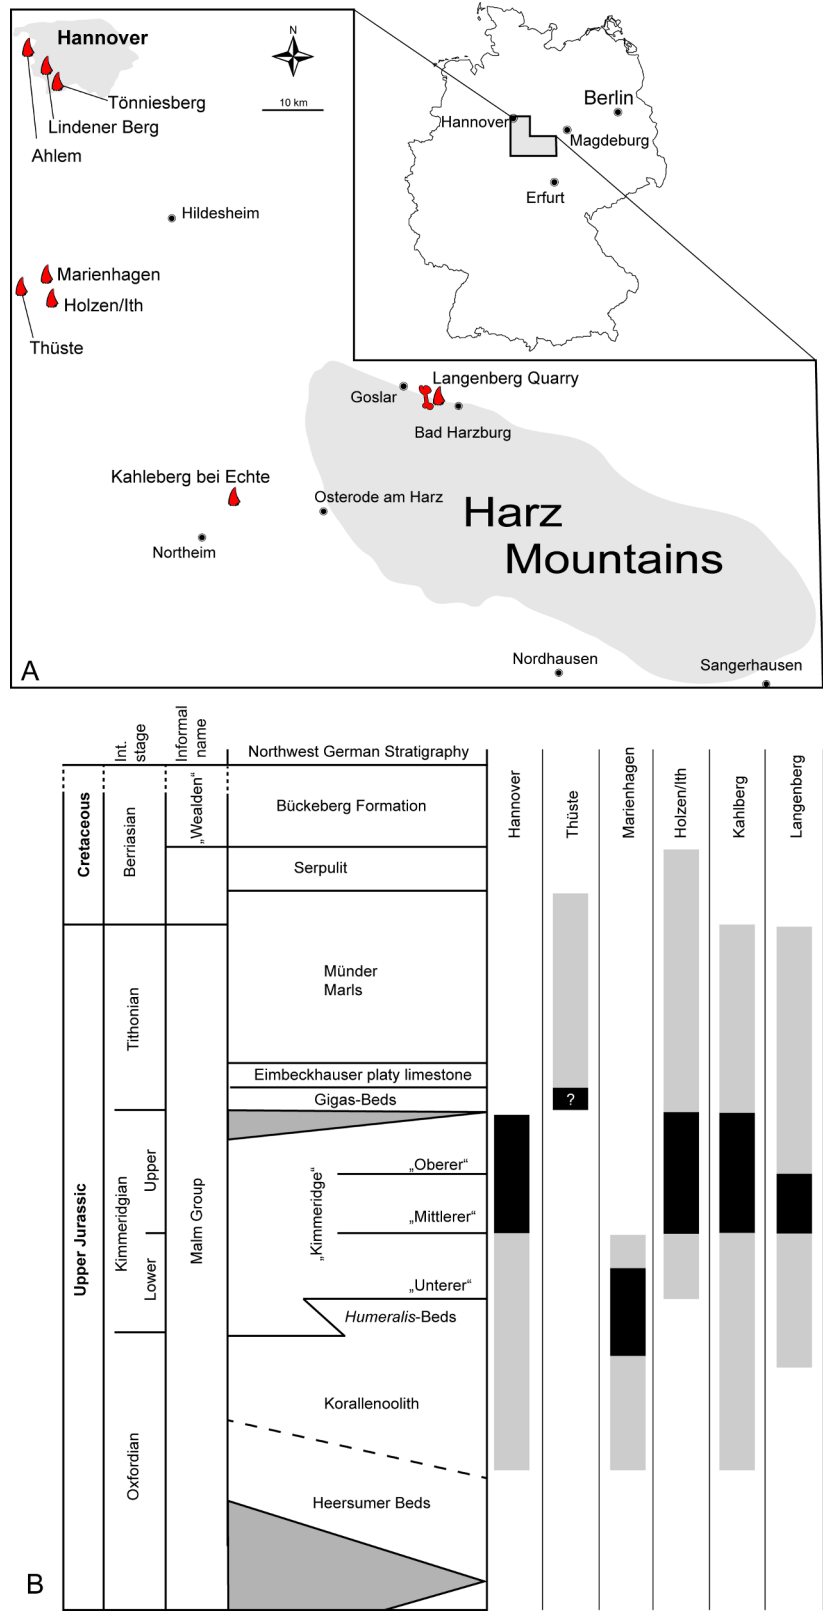 Hannover
Tönniesberg
Lindener Berg
Ahlem
N
10 km
Berlin
Hannover
Magdeburg
Erfurt
Hildesheim
Marienhagen
Holzen/Ith
Thüste
Langenberg Quarry
Goslar
Bad Harzburg
Kahleberg bei Echte
Osterode am Harz
Harz
Mountains
Northeim
Nordhausen
Sangerhausen
A
Int.
stage
Informal
name
Northwest German Stratigraphy
Hannover
Thüste
Marienhagen
Holzen/Ith
Kahlberg
Langenberg
Cretaceous
Berriasian
„Wealden“
Bückeberg Formation
Serpulit
Münder
Marls
Tithonian
Eimbeckhauser platy limestone
Gigas-Beds
?
Upper Jurassic
Kimmeridgian
Upper
Lower
Malm Group
„Kimmeridge“
„Oberer“
„Mittlerer“
„Unterer“
Humeralis-Beds
Korallenoolith
Oxfordian
Heersumer Beds
B